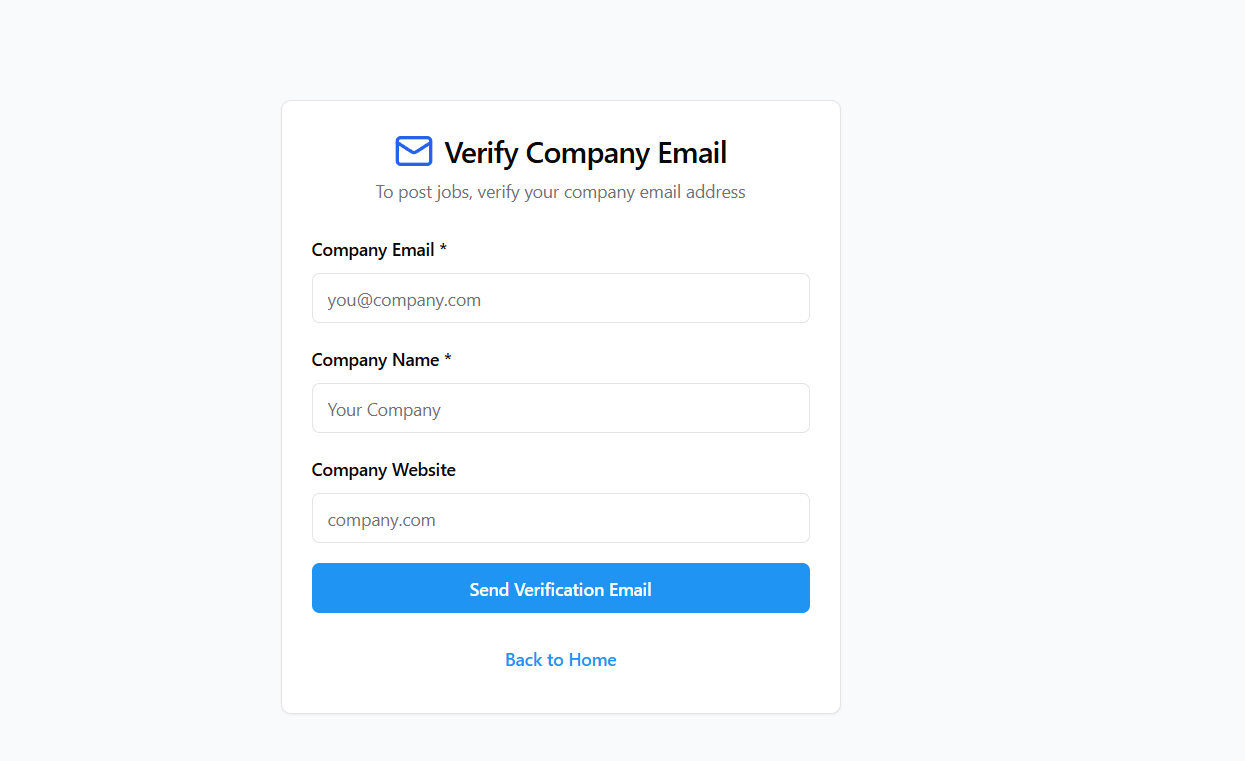 Verify Company Email
To post jobs, verify your company email address
Company Email *
you@company.com
Company Name *
Your Company
Company Website
company.com
Send Verification Email
Back to Home